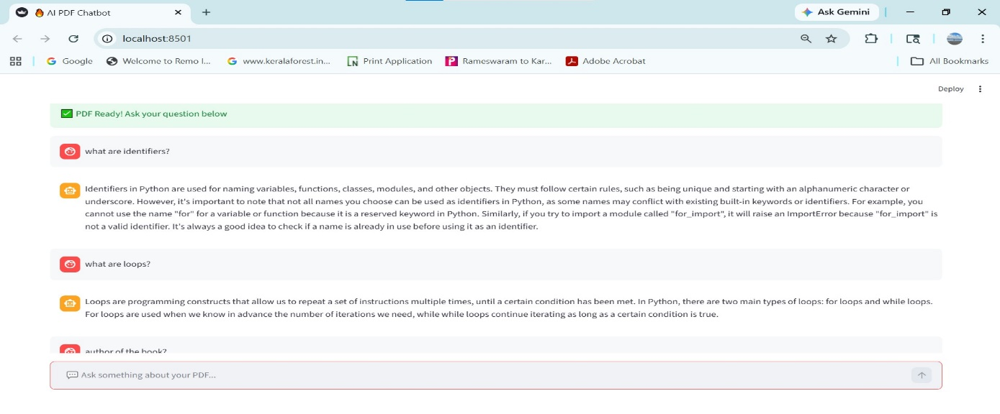 AI PDF Chatbot
Ask Gemini
localhost:8501
Google Welcome to Remo I... www.keralaforest.in... Print Application Rameswaram to Kar... Adobe Acrobat All Bookmarks
Deploy
PDF Ready! Ask your question below
what are identifiers?
Identifiers in Python are used for naming variables, functions, classes, modules, and other objects. They must follow certain rules, such as being unique and starting with an alphanumeric character or
underscore. However, it's important to note that not all names you choose can be used as identifiers in Python, as some names may conflict with existing built-in keywords or identifiers. For example, you
cannot use the name "for" for a variable or function because it is a reserved keyword in Python. Similarly, if you try to import a module called "for_import", it will raise an ImportError because "for_import" is
not a valid identifier. It's always a good idea to check if a name is already in use before using it as an identifier.
what are loops?
Loops are programming constructs that allow us to repeat a set of instructions multiple times, until a certain condition has been met. In Python, there are two main types of loops: for loops and while loops.
For loops are used when we know in advance the number of iterations we need, while while loops continue iterating as long as a certain condition is true.
author of the book?
Ask something about your PDF...